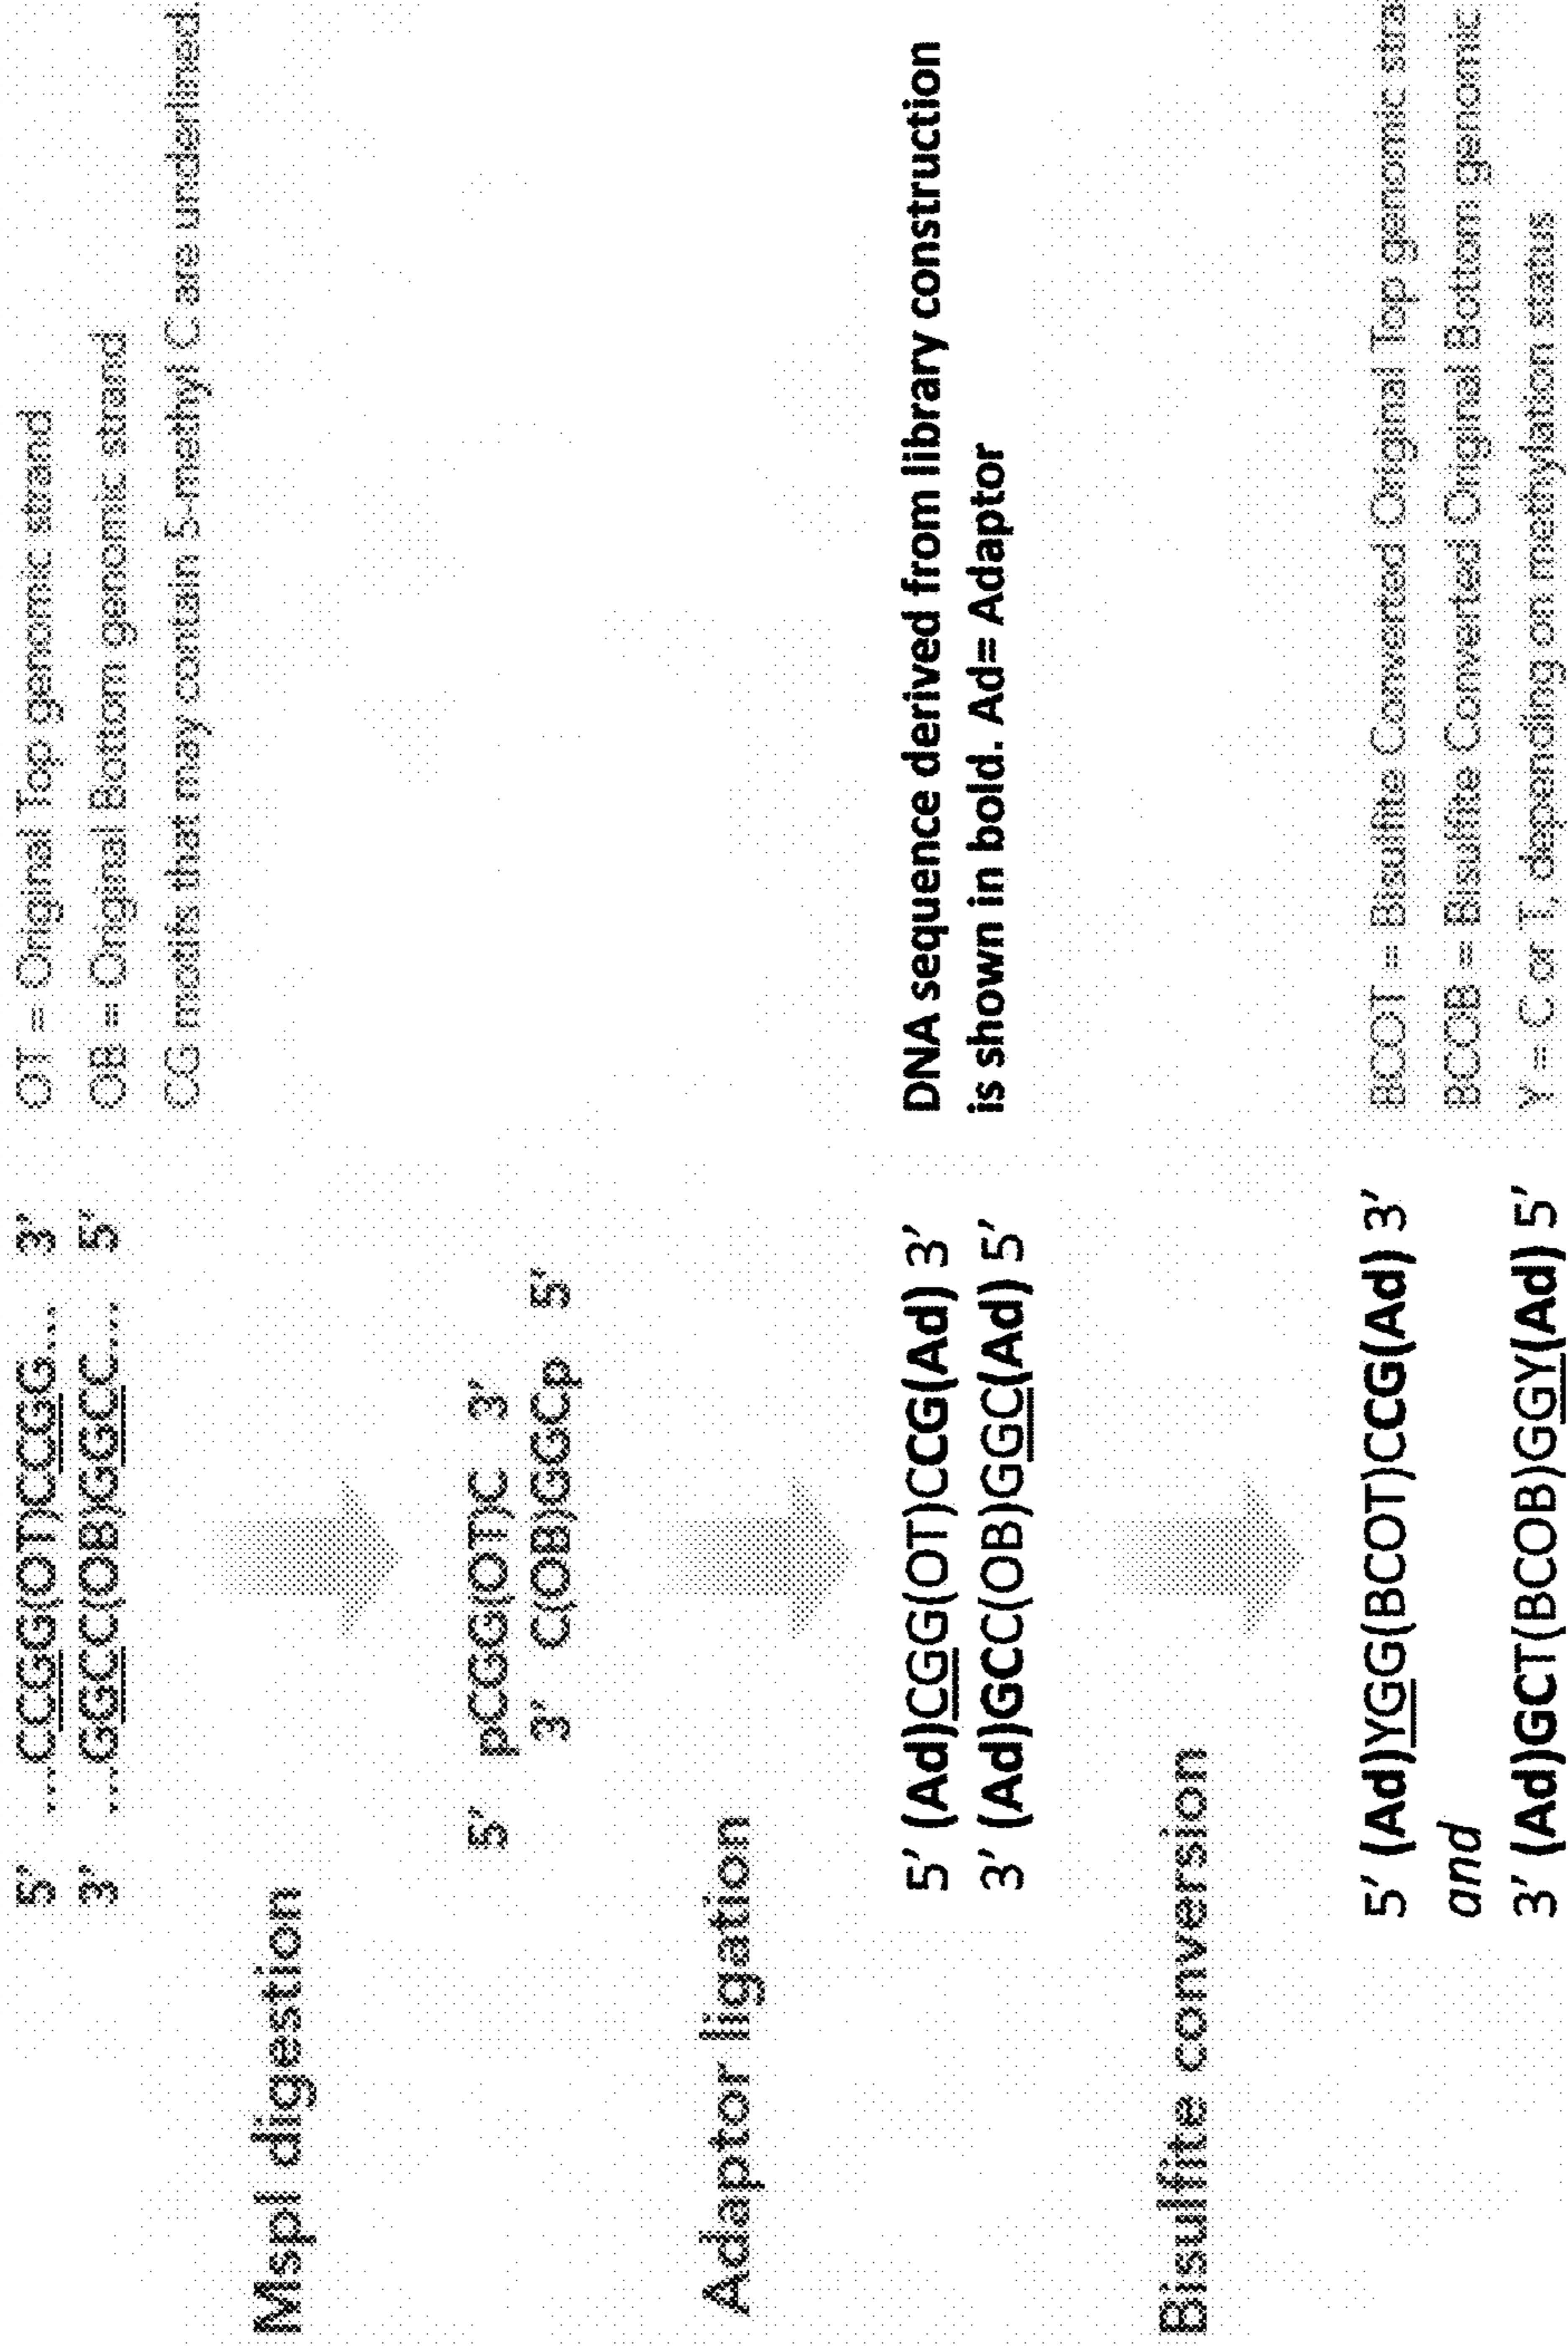 5' ...CCGG(OT)CCGG... 3'
3' ...GGCC(OB)GGCC... 5'
OT = Original Top genomic strand
OB = Original Bottom genomic strand
CG motifs that may contain 5-methyl C are underlined.
MspI digestion
5' pCGG(OT)C 3'
3' C(OB)GGCp 5'
Adaptor ligation
5' (Ad)CGG(OT)CCG(Ad) 3'
3' (Ad)GCC(OB)GGC(Ad) 5'
DNA sequence derived from library construction
is shown in bold. Ad= Adaptor
Bisulfite conversion
5' (Ad)YGG(BCOT)CCG(Ad) 3'
and
3' (Ad)GCT(BCOB)GGY(Ad) 5'
BCOT = Bisulfite Converted Original Top genomic
BCOB = Bisulfite Converted Original Bottom genomic
Y = C or T, depending on methylation status